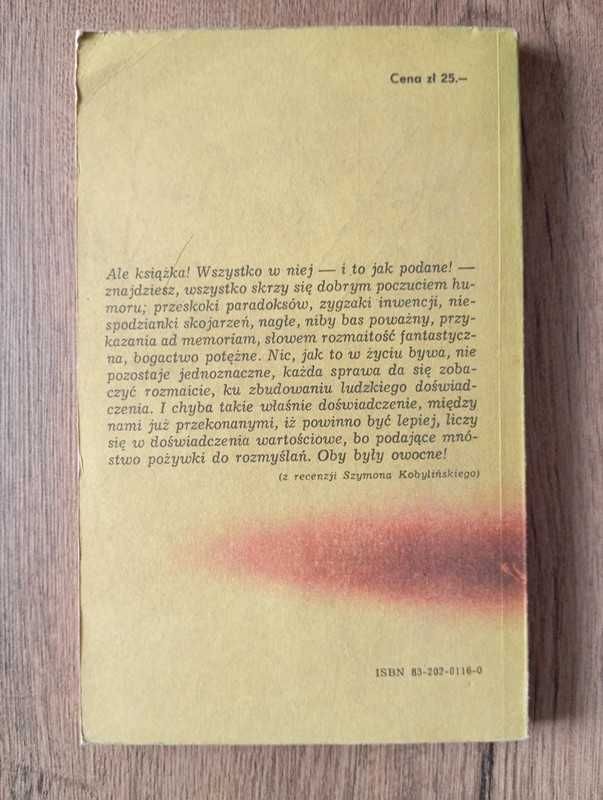 Cena zł 25.—
Ale książka! Wszystko w niej — i to jak podane! —
znajdziesz, wszystko skrzy się dobrym poczuciem hu-
moru; przeskoki paradoksów, zygzaki inwencji, nie-
spodzianki skojarzeń, nagłe, niby bas poważny, przy-
kazania ad memoriam, słowem rozmaitość fantastycz-
na, bogactwo potężne. Nic, jak to w życiu bywa, nie
pozostaje jednoznaczne, każda sprawa da się zoba-
czyć rozmaicie, ku zbudowaniu ludzkiego doświad-
czenia. I chyba takie właśnie doświadczenie, między
nami już przekonanymi, iż powinno być lepiej, liczy
się w doświadczenia wartościowe, bo podające mnó-
stwo pożywki do rozmyślań. Oby były owocne!
(z recenzji Szymona Kobylińskiego)
ISBN 83-202-0116-0